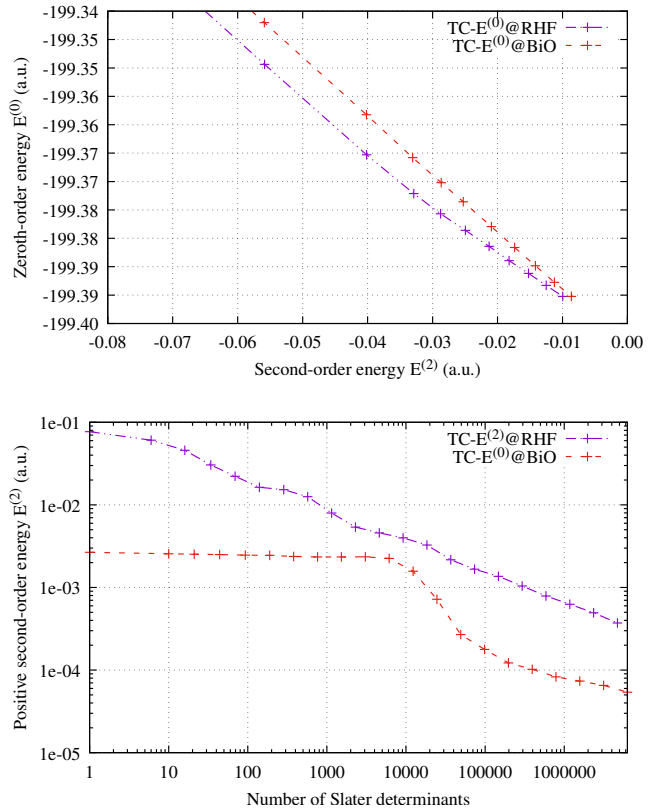 -199.34
-199.35
-199.35
-199.36
-199.36
-199.37
-199.37
-199.38
-199.38
-199.39
-199.39
-199.40
Zeroth-order energy E^(0) (a.u.)
TC-E^(0)@RHF
TC-E^(0)@BiO
-0.08 -0.07 -0.06 -0.05 -0.04 -0.03 -0.02 -0.01 0.00
Second-order energy E^(2) (a.u.)
1e-01
1e-02
1e-03
1e-04
1e-05
Positive second-order energy E^(2) (a.u.)
TC-E^(2)@RHF
TC-E^(0)@BiO
1 10 100 1000 10000 100000 1000000
Number of Slater determinants